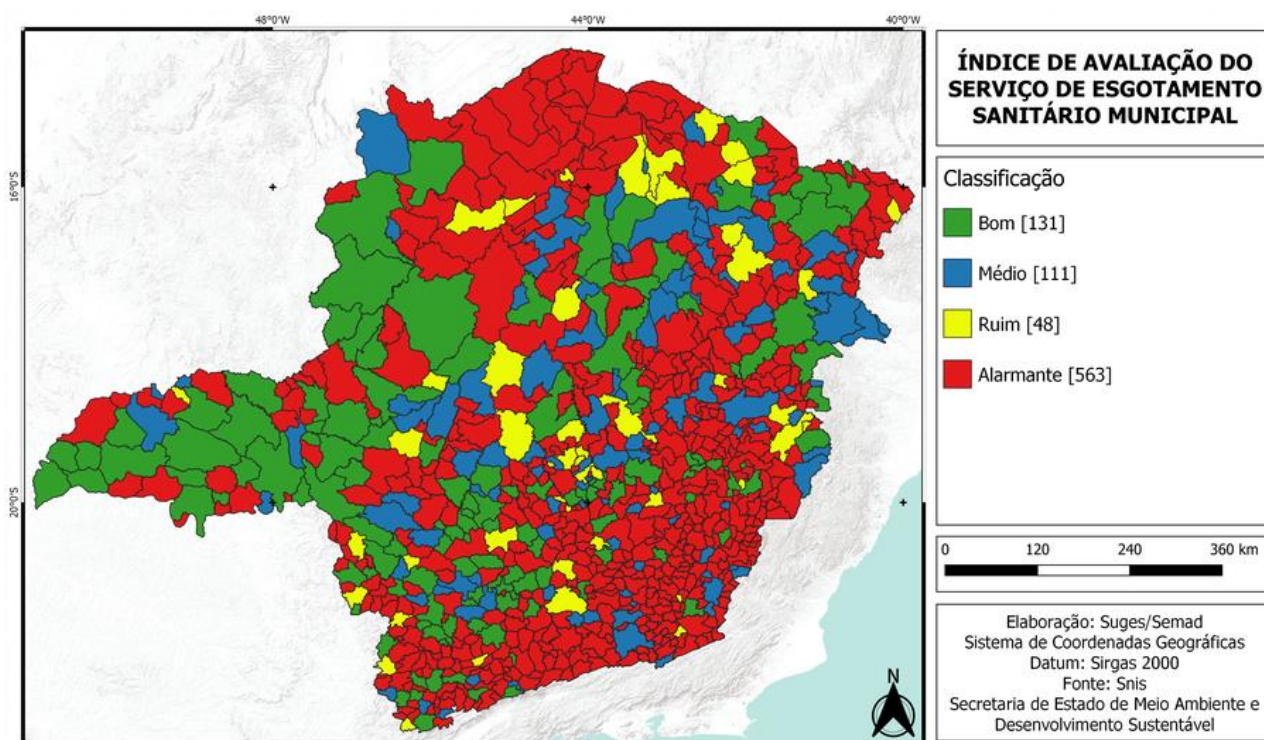 48°0'W
44°0'W
40°0'W
16°0'S
20°0'S
N
ÍNDICE DE AVALIAÇÃO DO
SERVIÇO DE ESGOTAMENTO
SANITÁRIO MUNICIPAL
Classificação
Bom [131]
Médio [111]
Ruim [48]
Alarmante [563]
0 120 240 360 km
Elaboração: Suges/Semad
Sistema de Coordenadas Geográficas
Datum: Sirgas 2000
Fonte: Snis
Secretaria de Estado de Meio Ambiente e
Desenvolvimento Sustentável